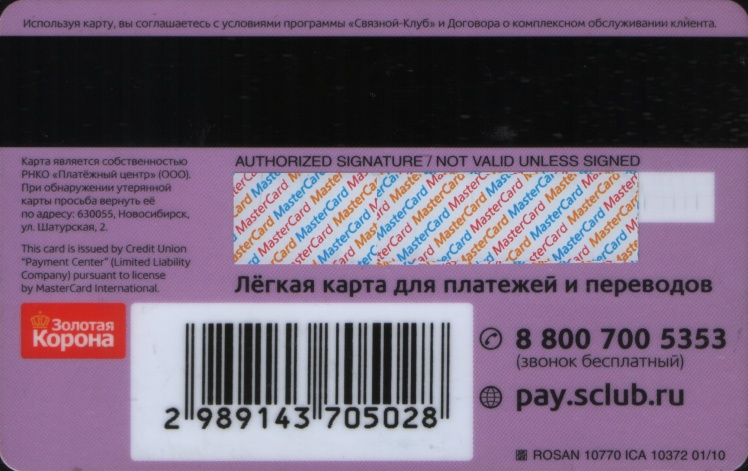 Используя карту, вы соглашаетесь с условиями программы «Связной-Клуб» и Договора о комплексном обслуживании клиента.
Карта является собственностью
РНКО «Платёжный центр» (ООО).
При обнаружении утерянной
карты просьба вернуть её
по адресу: 630055, Новосибирск,
ул. Шатурская, 2.
This card is issued by Credit Union
"Payment Center" (Limited Liability
Company) pursuant to license
by MasterCard International.
AUTHORIZED SIGNATURE / NOT VALID UNLESS SIGNED
MasterCard MasterCard MasterCard
Лёгкая карта для платежей и переводов
Золотая
Корона
2 989143 705028
8 800 700 5353
(звонок бесплатный)
pay.sclub.ru
ROSAN 10770 ICA 10372 01/10